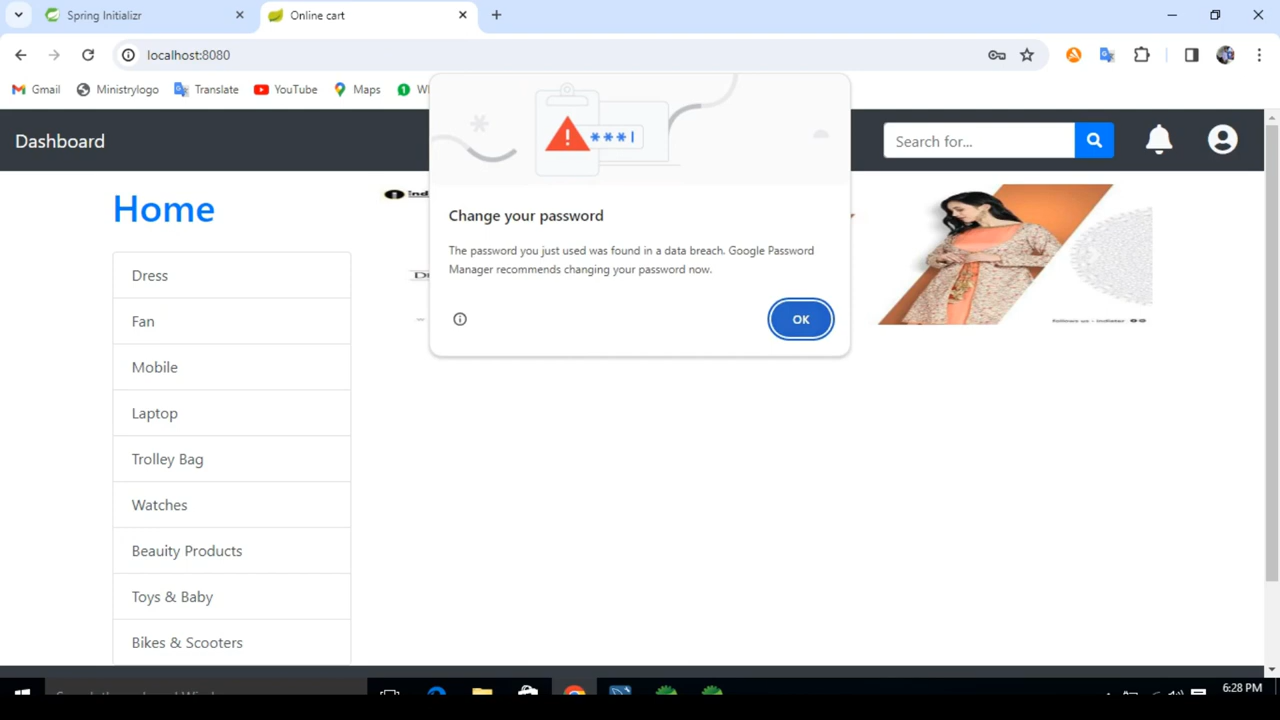 Spring Initializr
Online cart
localhost:8080
Gmail
Ministrylogo
Translate
YouTube
Maps
Dashboard
Search for...
***
Change your password
The password you just used was found in a data breach. Google Password
Manager recommends changing your password now.
OK
Home
Dress
Fan
Mobile
Laptop
Trolley Bag
Watches
Beauity Products
Toys & Baby
Bikes & Scooters
6:28 PM